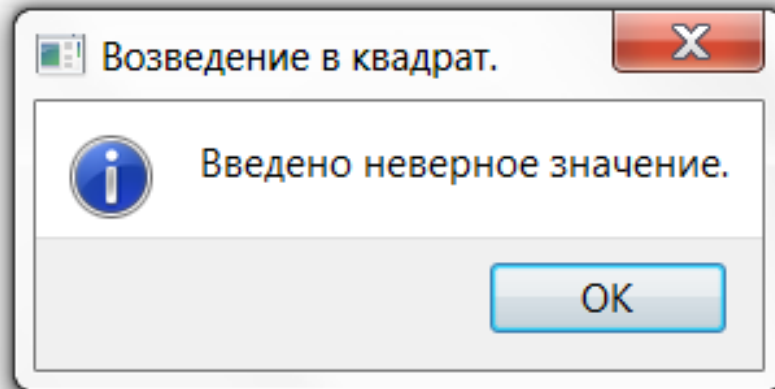 Возведение в квадрат.
Введено неверное значение.
OK